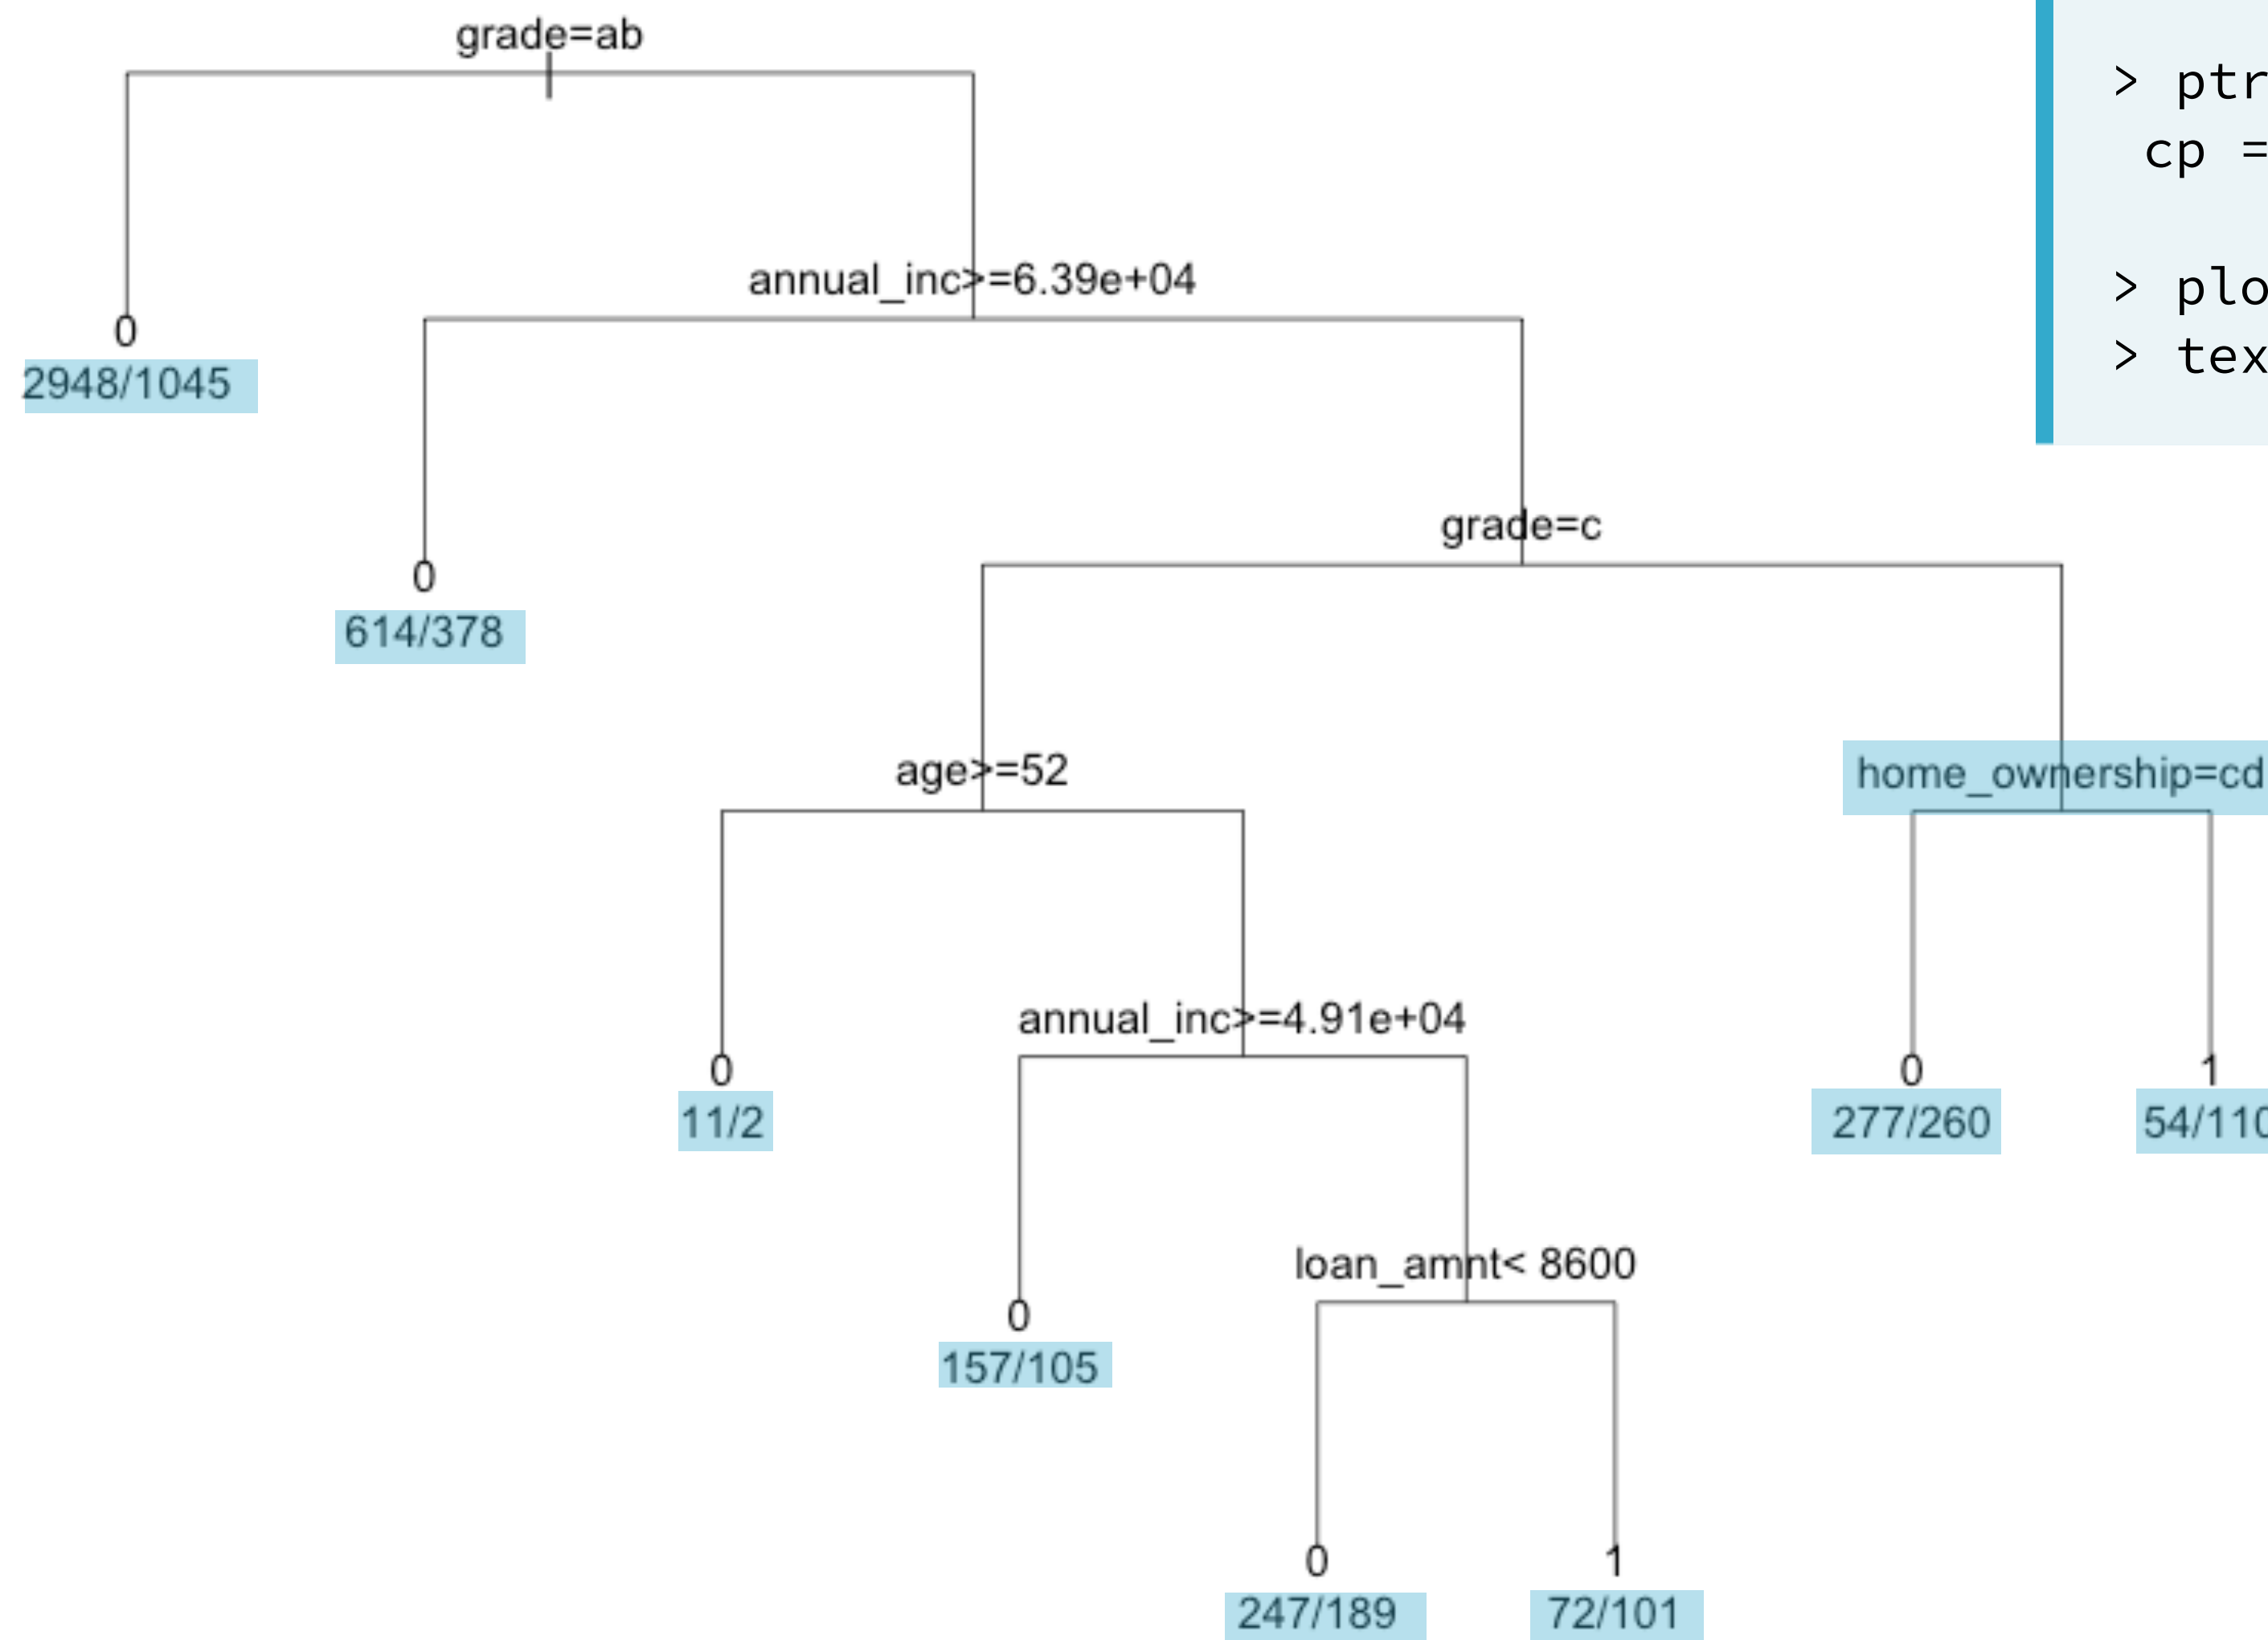 grade=ab
> ptr
cp =
annual_inc>=6.39e+04
> plo
0
> tex
2948/1045
grade=c
0
614/378
age>=52
home_ownership=cd
0
0
1
11/2
277/260
54/110
annual_inc>=4.91e+04
loan_amnt< 8600
0
157/105
0
1
247/189
72/101